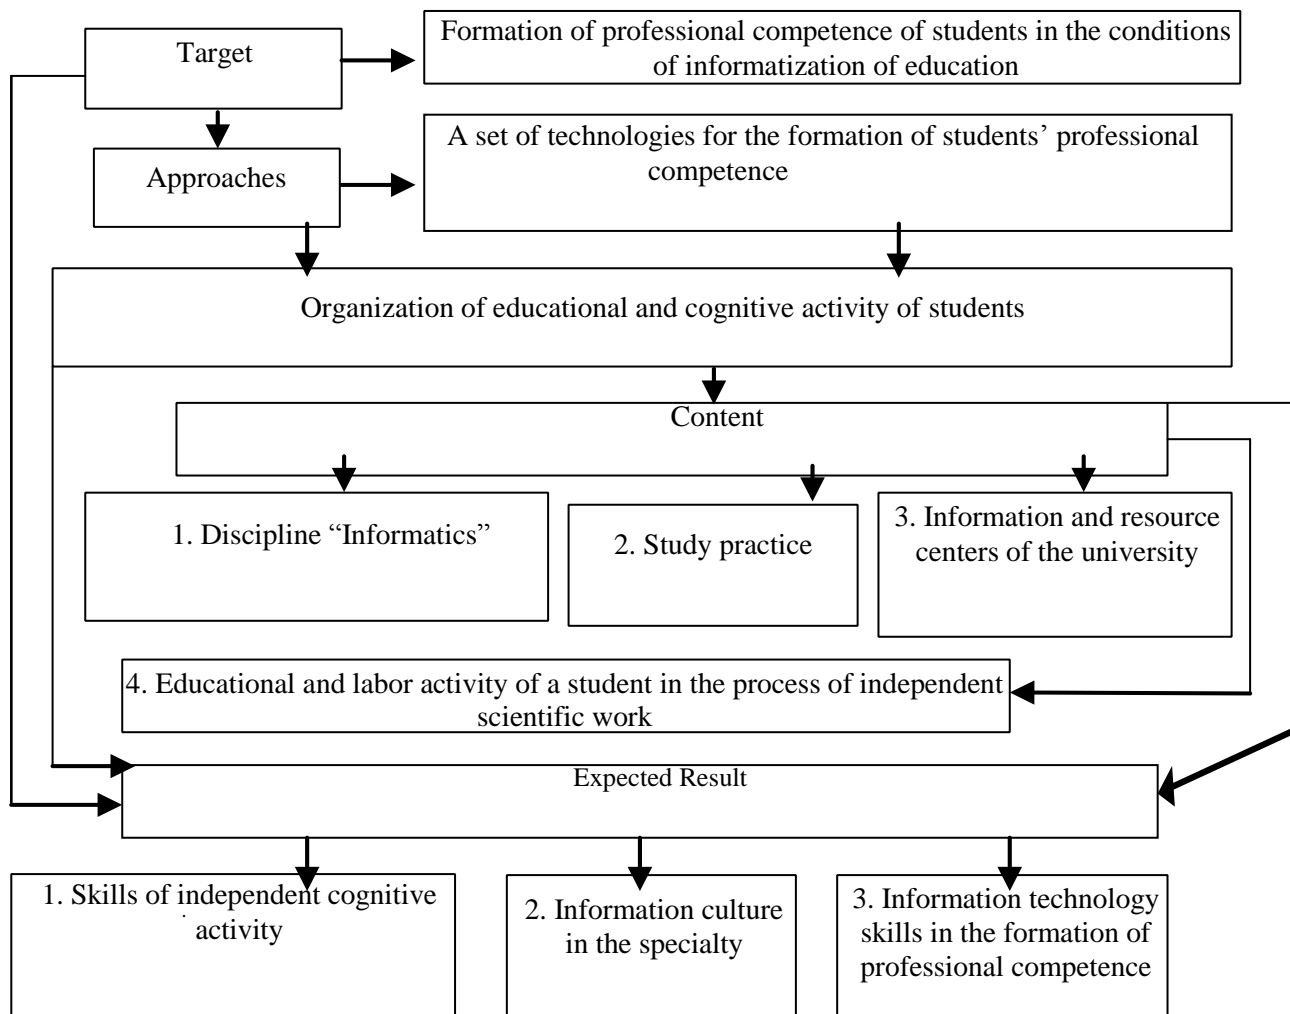 Target
Formation of professional competence of students in the conditions
of informatization of education
A set of technologies for the formation of students’ professional
competence
Approaches
Organization of educational and cognitive activity of students
Content
1. Discipline “Informatics”
2. Study practice
3. Information and resource
centers of the university
4. Educational and labor activity of a student in the process of independent
scientific work
Expected Result
1. Skills of independent cognitive
activity
2. Information culture
in the specialty
3. Information technology
skills in the formation of
professional competence